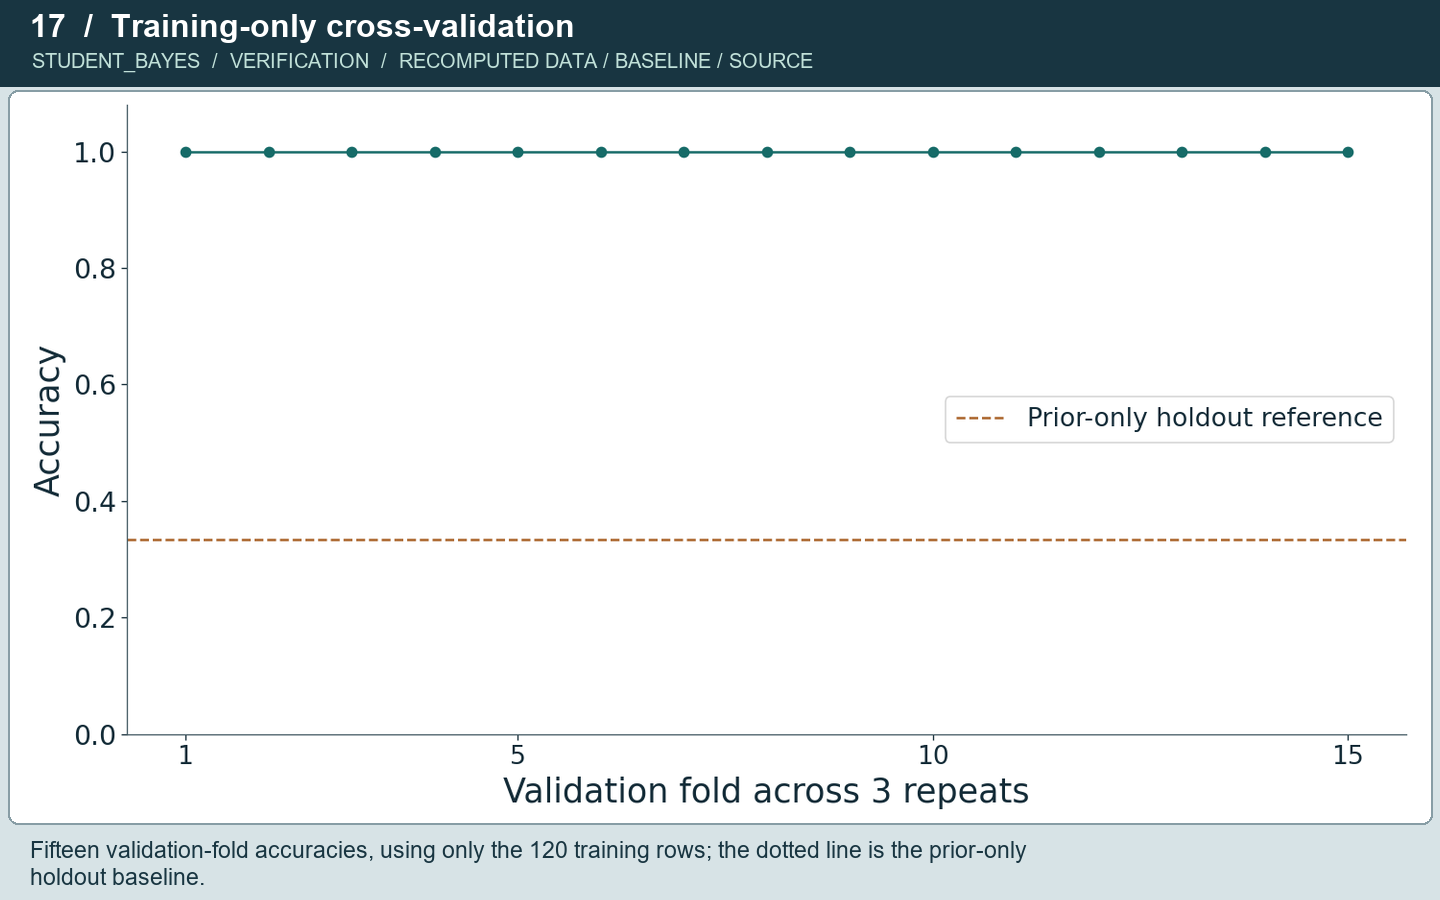 17 / Training-only cross-validation
STUDENT_BAYES / VERIFICATION / RECOMPUTED DATA / BASELINE / SOURCE
1.0
0.8
0.6
0.4
0.2
0.0
Accuracy
Prior-only holdout reference
1 5 10 15
Validation fold across 3 repeats
Fifteen validation-fold accuracies, using only the 120 training rows; the dotted line is the prior-only
holdout baseline.